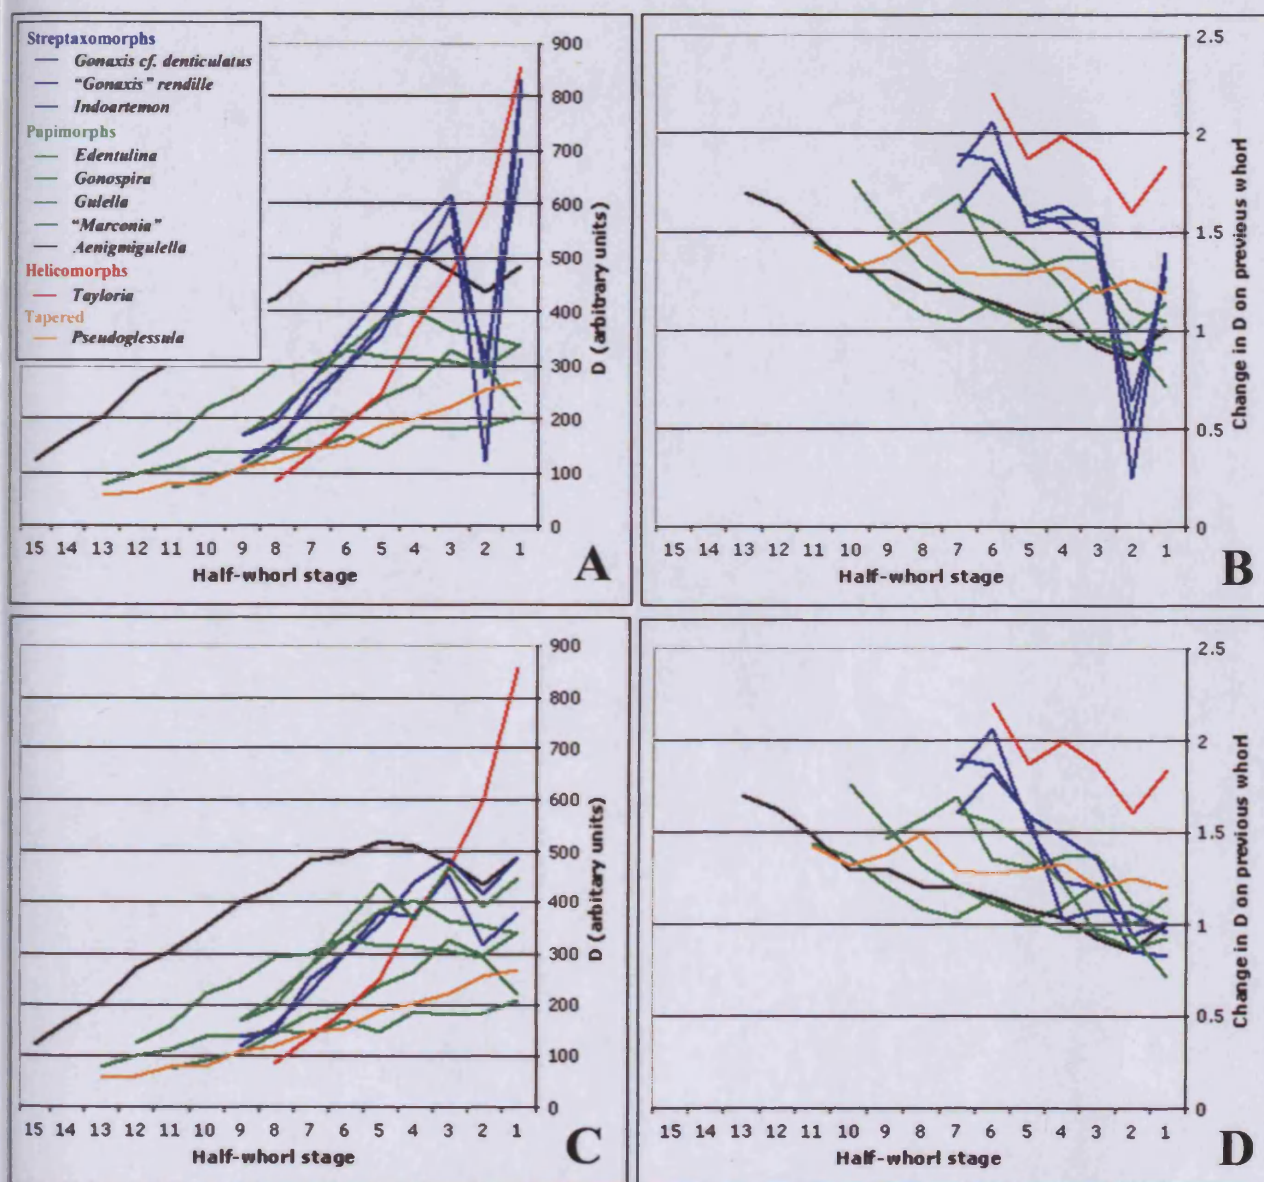 Streptaxomorphs
Gonaxis cf. denticulatus
"Gonaxis" rendille
Indoartemon
Pupimorphs
Edentulina
Gonospira
Gulella
"Marconia"
Aenigmigulella
Helicomorphs
Tayloria
Tapered
Pseudoglessula
900
800
700
600
500
400
300
200
100
0
D (arbitrary units)
15 14 13 12 11 10 9 8 7 6 5 4 3 2 1
Half-whorl stage
A
2.5
2
1.5
1
0.5
0
Change in D on previous whorl
15 14 13 12 11 10 9 8 7 6 5 4 3 2 1
Half-whorl stage
B
900
800
700
600
500
400
300
200
100
0
D (arbitary units)
15 14 13 12 11 10 9 8 7 6 5 4 3 2 1
Half-whorl stage
C
2.5
2
1.5
1
0.5
0
Change in D on previous whorl
15 14 13 12 11 10 9 8 7 6 5 4 3 2 1
Half-whorl stage
D